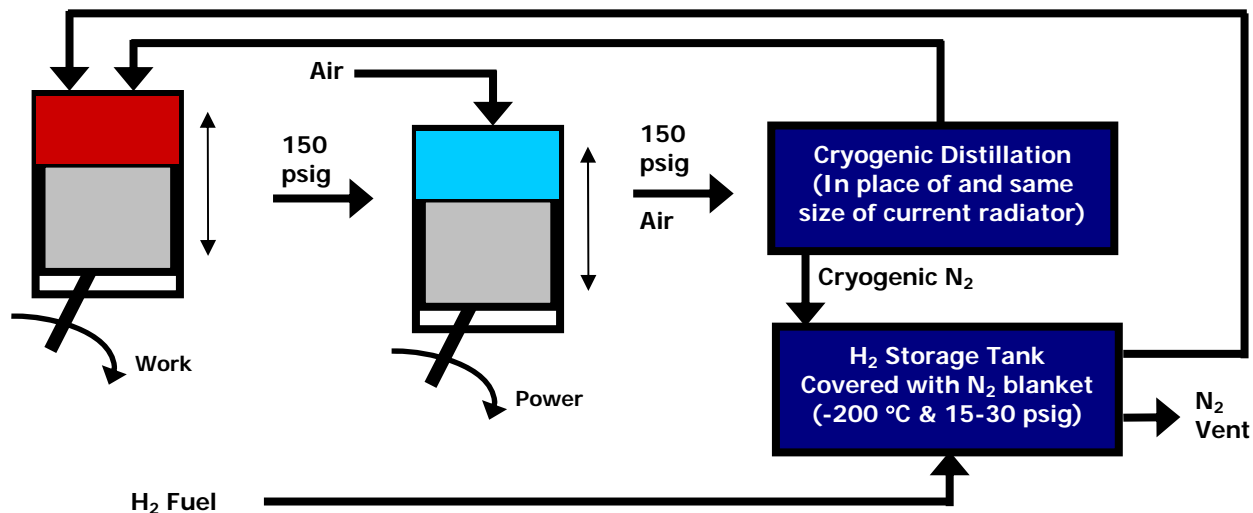 Air
150
psig
150
psig
Air
Cryogenic Distillation
(In place of and same
size of current radiator)
Cryogenic N₂
Work
Power
H₂ Storage Tank
Covered with N₂ blanket
(-200 °C & 15-30 psig)
N₂
Vent
H₂ Fuel